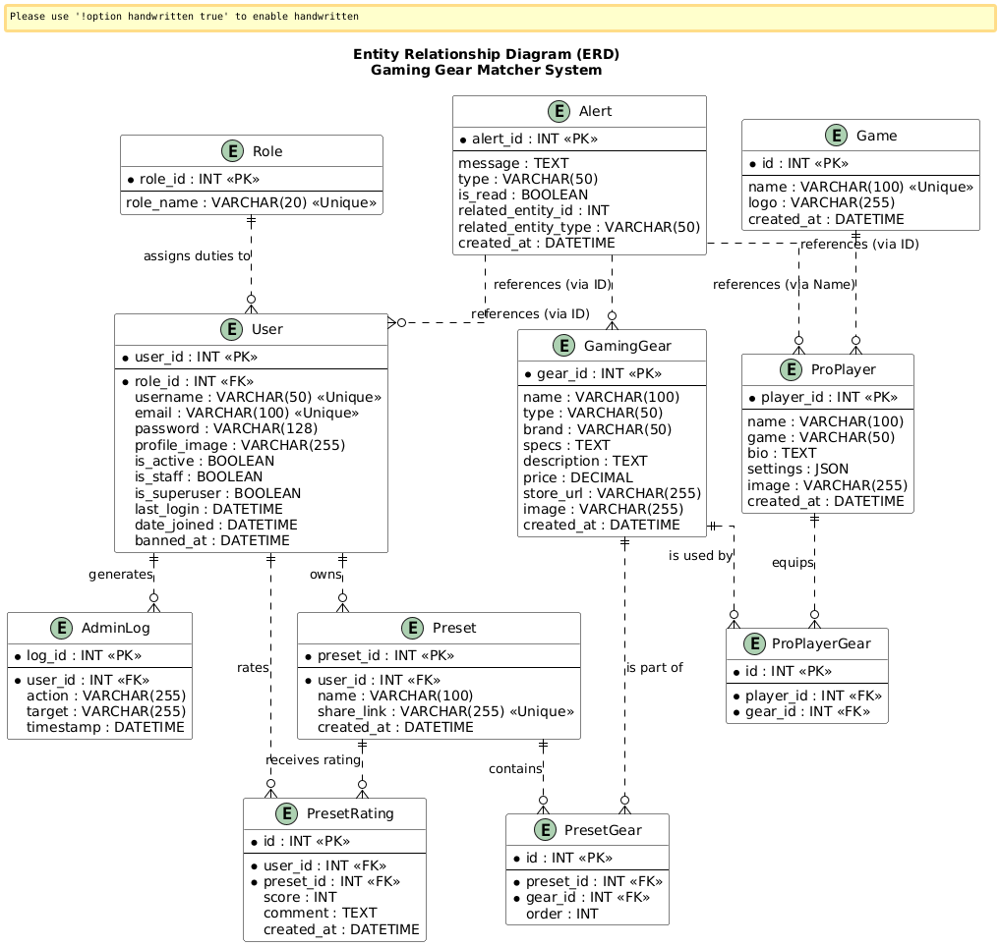 Please use '!option handwritten true' to enable handwritten
Entity Relationship Diagram (ERD)
Gaming Gear Matcher System
E Role
role_id : INT «PK»
role_name : VARCHAR(20) «Unique»
E Alert
alert_id : INT «PK»
message : TEXT
type : VARCHAR(50)
is_read : BOOLEAN
related_entity_id : INT
related_entity_type : VARCHAR(50)
created_at : DATETIME
E Game
id : INT «PK»
name : VARCHAR(100) «Unique»
logo : VARCHAR(255)
created_at : DATETIME
assigns duties to
references (via ID)
references (via ID)
references (via ID)
references (via Name)
E User
user_id : INT «PK»
role_id : INT «FK»
username : VARCHAR(50) «Unique»
email : VARCHAR(100) «Unique»
password : VARCHAR(128)
profile_image : VARCHAR(255)
is_active : BOOLEAN
is_staff : BOOLEAN
is_superuser : BOOLEAN
last_login : DATETIME
date_joined : DATETIME
banned_at : DATETIME
E GamingGear
gear_id : INT «PK»
name : VARCHAR(100)
type : VARCHAR(50)
brand : VARCHAR(50)
specs : TEXT
description : TEXT
price : DECIMAL
store_url : VARCHAR(255)
image : VARCHAR(255)
created_at : DATETIME
E ProPlayer
player_id : INT «PK»
name : VARCHAR(100)
game : VARCHAR(50)
bio : TEXT
settings : JSON
image : VARCHAR(255)
created_at : DATETIME
generates
owns
rates
is used by
equips
is part of
E AdminLog
log_id : INT «PK»
user_id : INT «FK»
action : VARCHAR(255)
target : VARCHAR(255)
timestamp : DATETIME
E Preset
preset_id : INT «PK»
user_id : INT «FK»
name : VARCHAR(100)
share_link : VARCHAR(255) «Unique»
created_at : DATETIME
E ProPlayerGear
id : INT «PK»
player_id : INT «FK»
gear_id : INT «FK»
receives rating
contains
E PresetRating
id : INT «PK»
user_id : INT «FK»
preset_id : INT «FK»
score : INT
comment : TEXT
created_at : DATETIME
E PresetGear
id : INT «PK»
preset_id : INT «FK»
gear_id : INT «FK»
order : INT